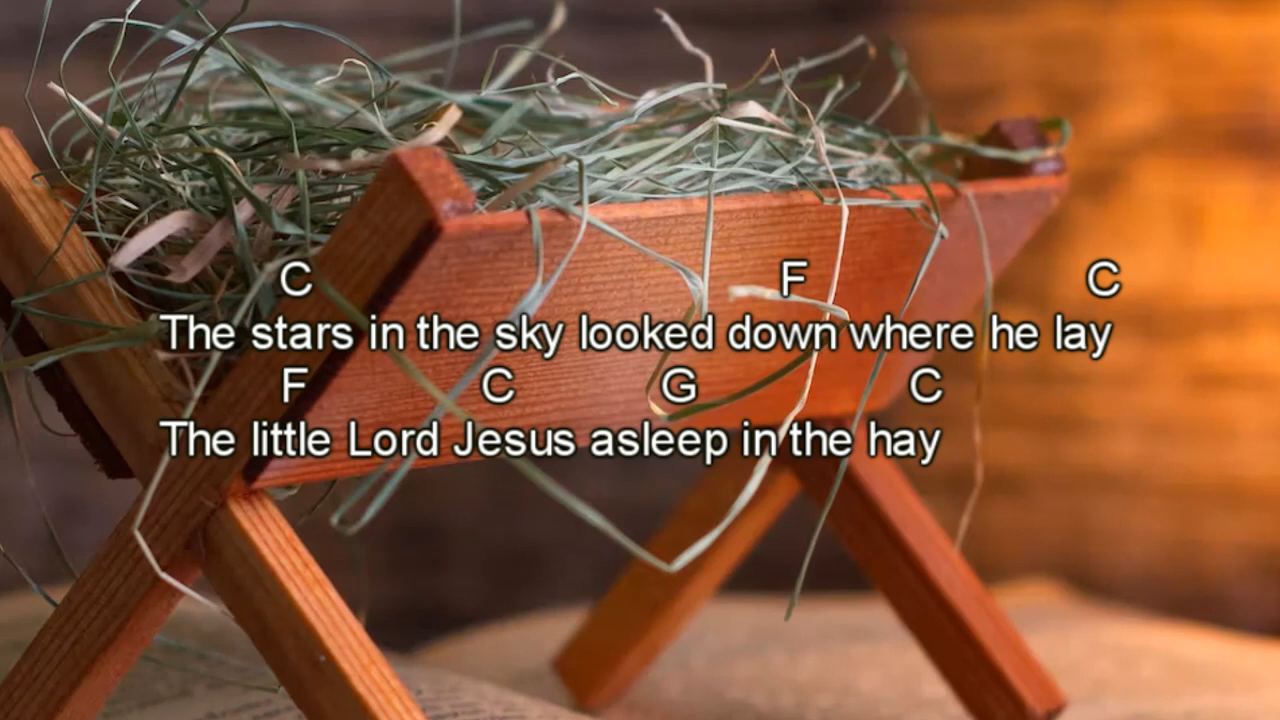 C F C
The stars in the sky looked down where he lay
F C G C
The little Lord Jesus asleep in the hay